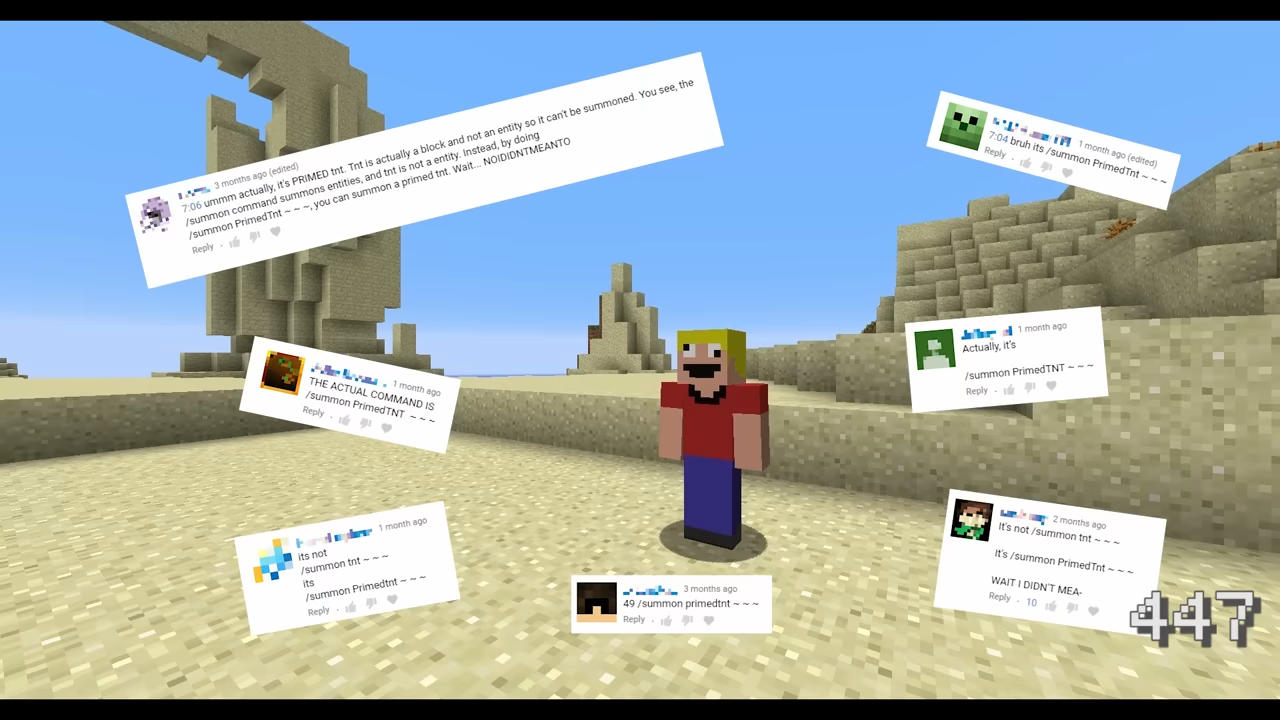 3 months ago (edited)
7:06 ummm actually, it's PRIMED tnt. Tnt is actually a block and not an entity so it can't be summoned. You see, the
/summon command summons entities, and tnt is not a entity. Instead, by doing
/summon PrimedTnt ~ ~ ~, you can summon a primed tnt. Wait... NOIDIDNTMEANTO
Reply
1 month ago (edited)
7:04 bruh its /summon PrimedTnt ~ ~ ~
Reply
1 month ago
THE ACTUAL COMMAND IS
/summon PrimedTNT ~ ~ ~
Reply
1 month ago
Actually, it's
/summon PrimedTNT ~ ~ ~
Reply
1 month ago
its not
/summon tnt ~ ~ ~
its
/summon Primedtnt ~ ~ ~
Reply
3 months ago
49 /summon primedtnt ~ ~ ~
Reply
2 months ago
It's not /summon tnt ~ ~ ~
It's /summon PrimedTnt ~ ~ ~
WAIT I DIDN'T MEA-
Reply 10
447